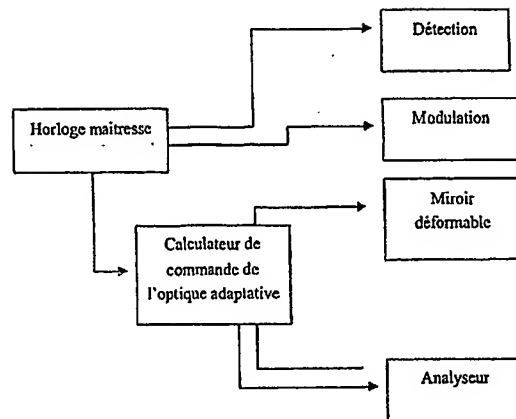 Détection
Horloge maitresse
Modulation
Miroir
déformable
Calculateur de
commande de
l'optique adaptative
Analyseur